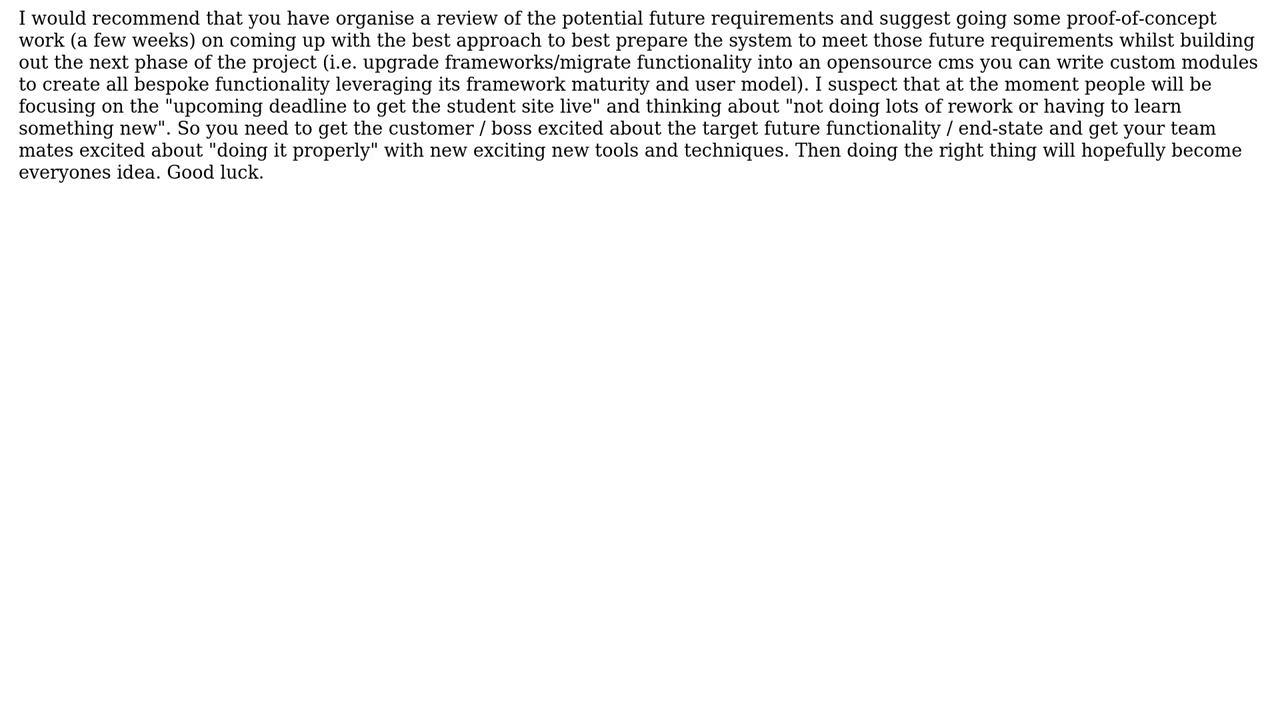 I would recommend that you have organise a review of the potential future requirements and suggest going some proof-of-concept
work (a few weeks) on coming up with the best approach to best prepare the system to meet those future requirements whilst building
out the next phase of the project (i.e. upgrade frameworks/migrate functionality into an opensource cms you can write custom modules
to create all bespoke functionality leveraging its framework maturity and user model). I suspect that at the moment people will be
focusing on the "upcoming deadline to get the student site live" and thinking about "not doing lots of rework or having to learn
something new". So you need to get the customer / boss excited about the target future functionality / end-state and get your team
mates excited about "doing it properly" with new exciting new tools and techniques. Then doing the right thing will hopefully become
everyones idea. Good luck.